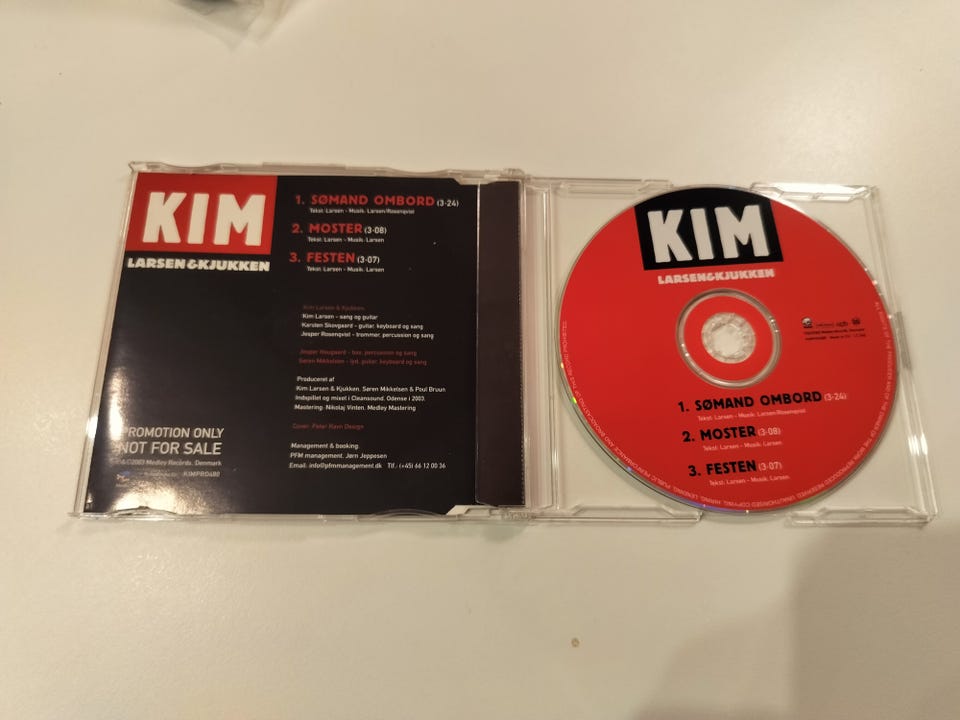 KIM
LARSEN&KJUKKEN
1. SØMAND OMBORD (3-24)
Tekst: Larsen - Musik: Larsen/Rosenqvist
2. MOSTER (3-08)
Tekst: Larsen - Musik: Larsen
3. FESTEN (3-07)
Tekst: Larsen - Musik: Larsen
Kim Larsen & Kjukken:
Kim Larsen - sang og guitar
Karsten Skovgaard - guitar, keyboard og sang
Jesper Rosenqvist - trommer, percussion og sang
Jesper Haugaard - bas, percussion og sang
Søren Mikkelsen - lyd, guitar, keyboard og sang
Produceret af
Kim Larsen & Kjukken, Søren Mikkelsen & Poul Bruun.
Indspillet og mixet i Cleansound, Odense i 2003.
Mastering: Nikolaj Vinten, Medley Mastering
Cover: Peter Ravn Design
Management & booking:
PFM management, Jørn Jeppesen
Email: info@pfmmanagement.dk Tlf.: (+45) 66 12 00 36
PROMOTION ONLY
NOT FOR SALE
&©2003 Medley Records, Denmark
KIMPRO480
KIM
LARSEN&KJUKKEN
1. SØMAND OMBORD (3-24)
Tekst: Larsen - Musik: Larsen/Rosenqvist
2. MOSTER (3-08)
Tekst: Larsen - Musik: Larsen
3. FESTEN (3-07)
Tekst: Larsen - Musik: Larsen